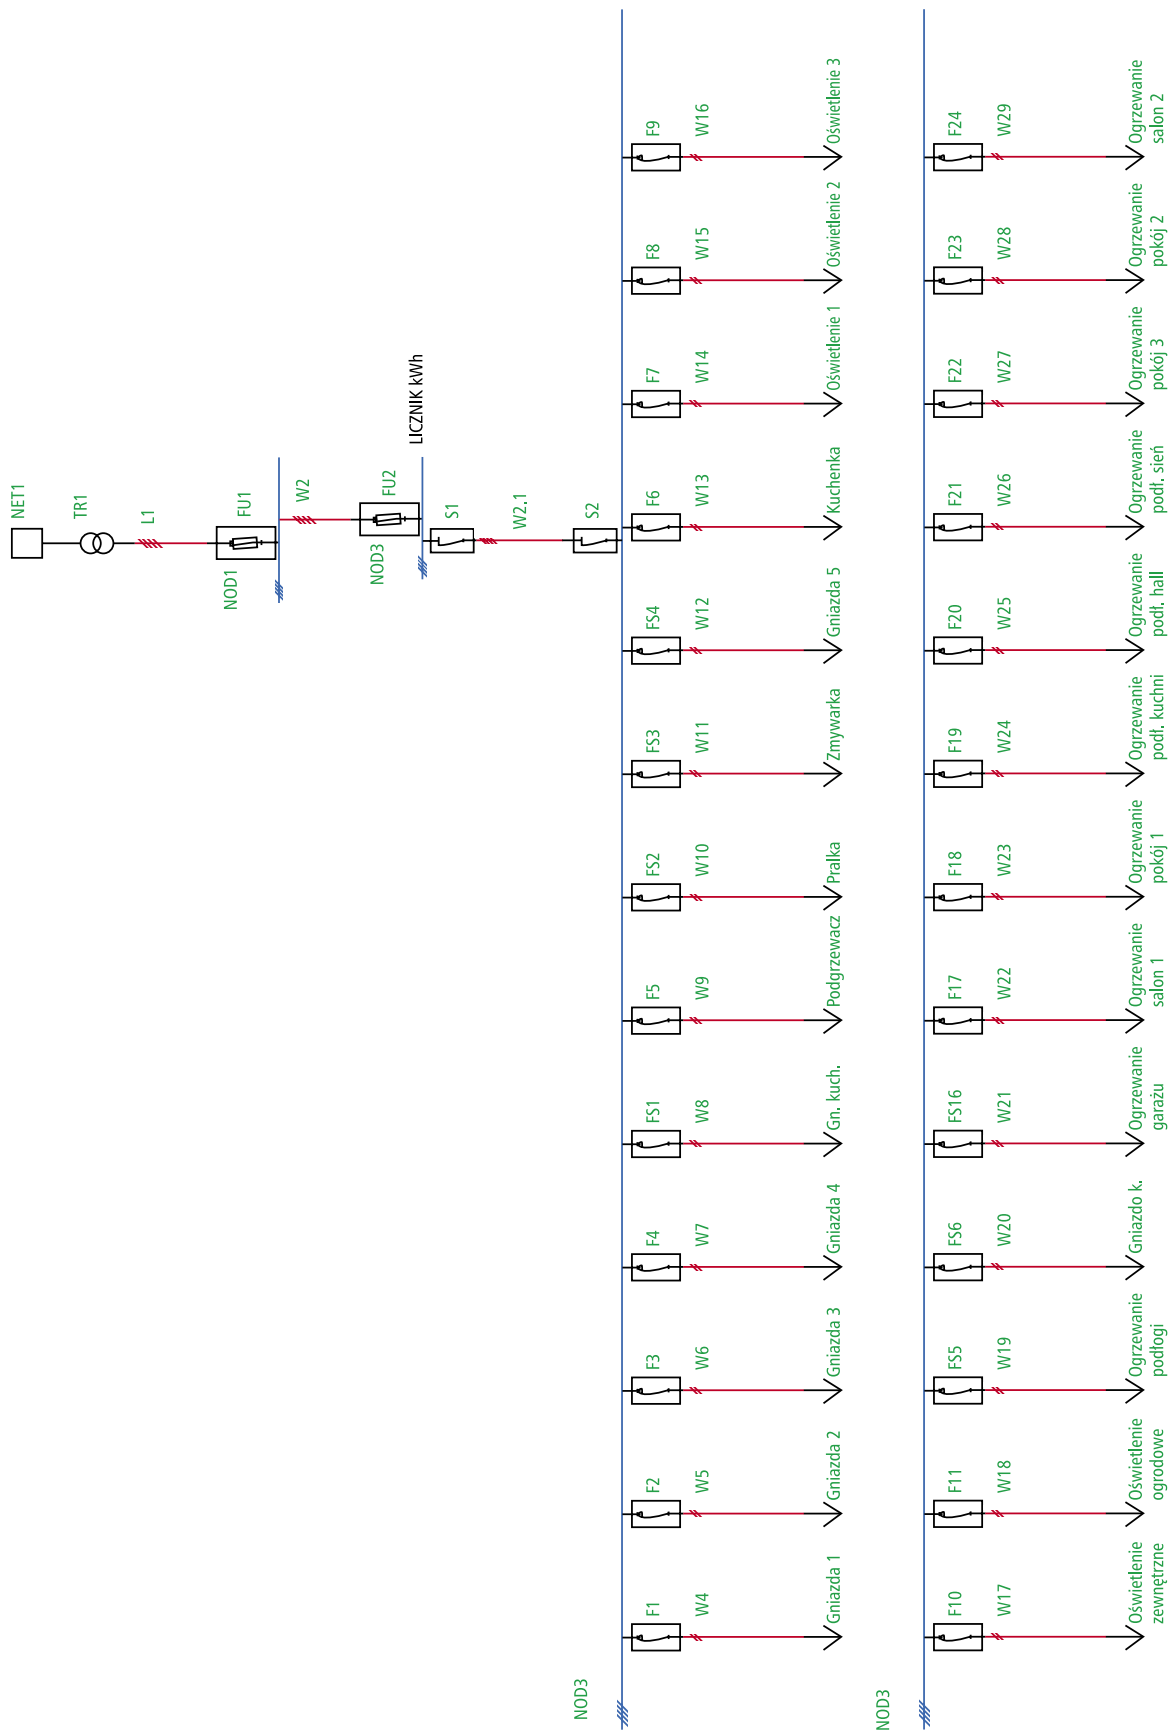 NET1
TR1
L1
FU1
NOD1
W2
FU2
NOD3
LICZNIK kWh
S1
W2.1
S2
NOD3
F1
W4
Gniazda 1
F2
W5
Gniazda 2
F3
W6
Gniazda 3
F4
W7
Gniazda 4
FS1
W8
Gn. kuch.
F5
W9
Podgrzewacz
FS2
W10
Pralka
FS3
W11
Zmywarka
FS4
W12
Gniazda 5
F6
W13
Kuchenka
F7
W14
Oświetlenie 1
F8
W15
Oświetlenie 2
F9
W16
Oświetlenie 3
NOD3
F10
W17
Oświetlenie
zewnętrzne
F11
W18
Oświetlenie
ogrodowe
FS5
W19
Ogrzewanie
podłogi
FS6
W20
Gniazdo k.
FS16
W21
Ogrzewanie
garażu
F17
W22
Ogrzewanie
salon 1
F18
W23
Ogrzewanie
pokój 1
F19
W24
Ogrzewanie
podł. kuchni
F20
W25
Ogrzewanie
podł. hall
F21
W26
Ogrzewanie
podł. sień
F22
W27
Ogrzewanie
pokój 3
F23
W28
Ogrzewanie
pokój 2
F24
W29
Ogrzewanie
salon 2